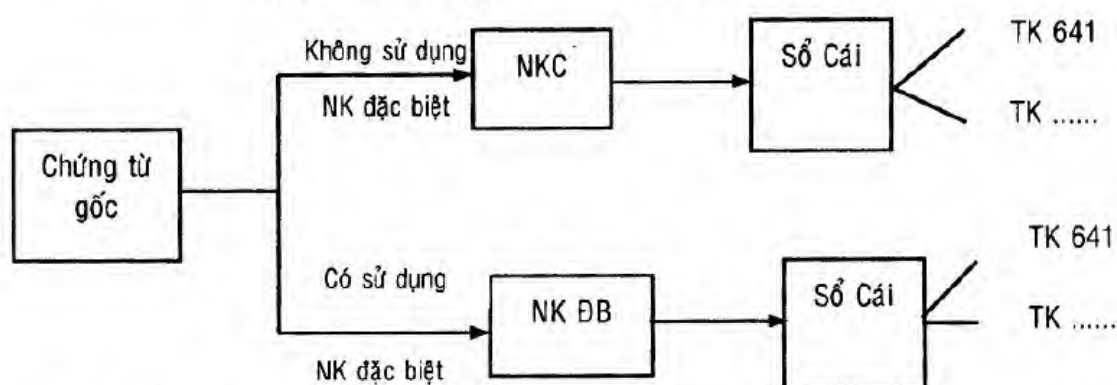 Không sử dụng
NK đặc biệt
NKC
Sổ Cái
TK 641
TK ......
Chứng từ
gốc
Có sử dụng
NK đặc biệt
NK ĐB
Sổ Cái
TK 641
TK ......